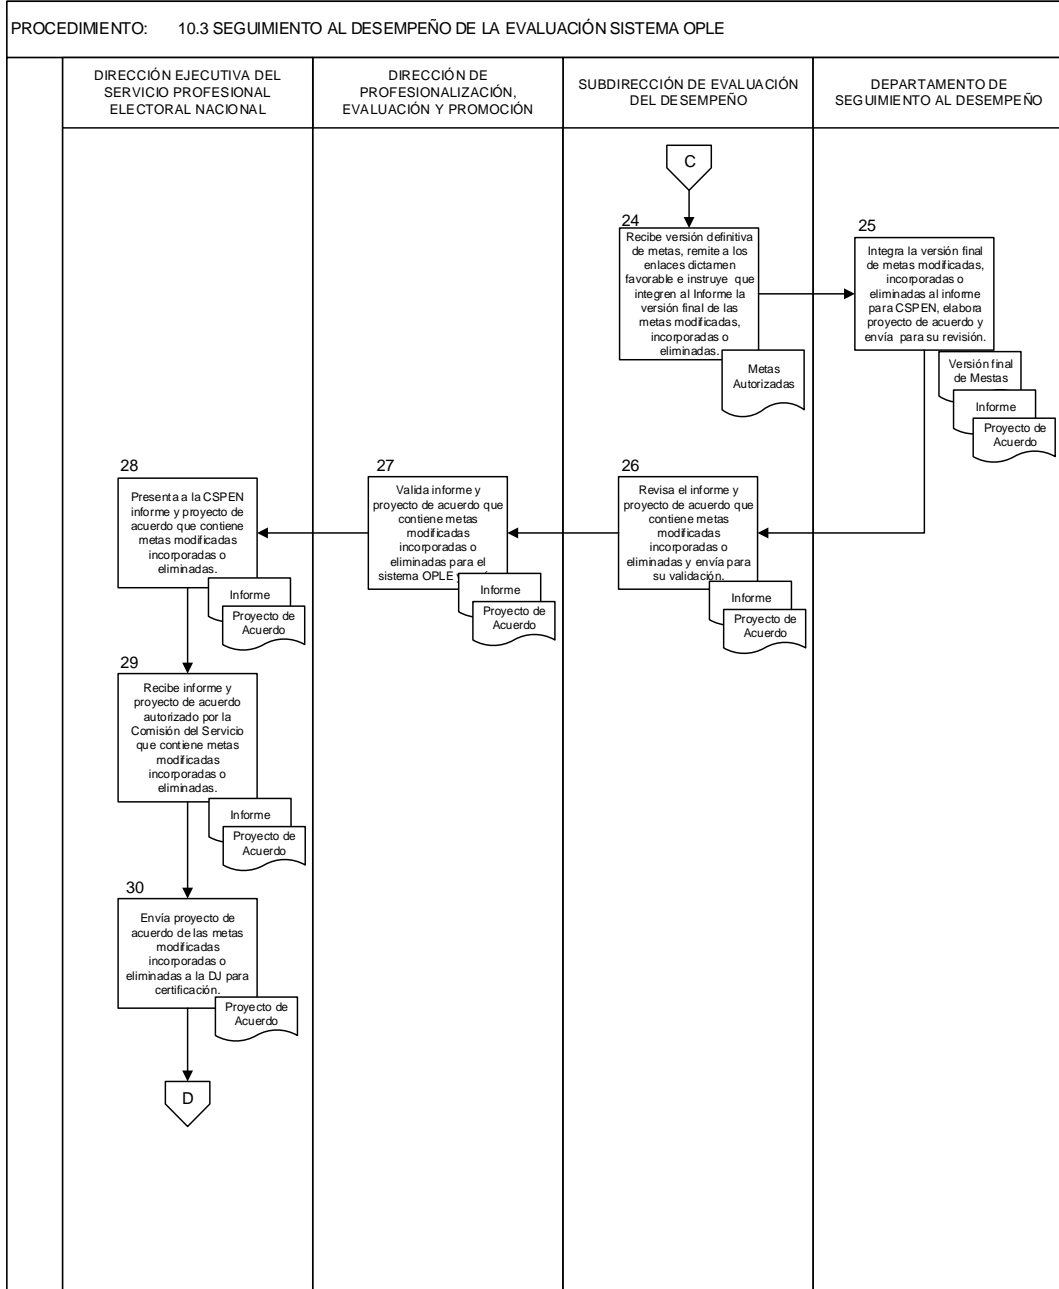 PROCEDIMIENTO: 10.3 SEGUIMIENTO AL DESEMPEÑO DE LA EVALUACIÓN SISTEMA OPLE
DIRECCIÓN EJECUTIVA DEL
SERVICIO PROFESIONAL
ELECTORAL NACIONAL
DIRECCIÓN DE
PROFESIONALIZACIÓN,
EVALUACIÓN Y PROMOCIÓN
SUBDIRECCIÓN DE EVALUACIÓN
DEL DESEMPEÑO
DEPARTAMENTO DE
SEGUIMIENTO AL DESEMPEÑO
C
24
Recibe versión definitiva
de metas, remite a los
enlaces dictamen
favorable e instruye que
integren al Informe la
versión final de las
metas modificadas,
incorporadas o
eliminadas.
Metas
Autorizadas
25
Integra la versión final
de metas modificadas,
incorporadas o
eliminadas al informe
para CSPEN, elabora
proyecto de acuerdo y
envía para su revisión.
Versión final
de Mestas
Informe
Proyecto de
Acuerdo
26
Revisa el informe y
proyecto de acuerdo que
contiene metas
modificadas
incorporadas o
eliminadas y envía para
su validación.
Informe
Proyecto de
Acuerdo
27
Valida informe y
proyecto de acuerdo que
contiene metas
modificadas
incorporadas o
eliminadas para el
sistema OPLE
Informe
Proyecto de
Acuerdo
28
Presenta a la CSPEN
informe y proyecto de
acuerdo que contiene
metas modificadas
incorporadas o
eliminadas.
Informe
Proyecto de
Acuerdo
29
Recibe informe y
proyecto de acuerdo
autorizado por la
Comisión del Servicio
que contiene metas
modificadas
incorporadas o
eliminadas.
Informe
Proyecto de
Acuerdo
30
Envía proyecto de
acuerdo de las metas
modificadas
incorporadas o
eliminadas a la DJ para
certificación.
Proyecto de
Acuerdo
D